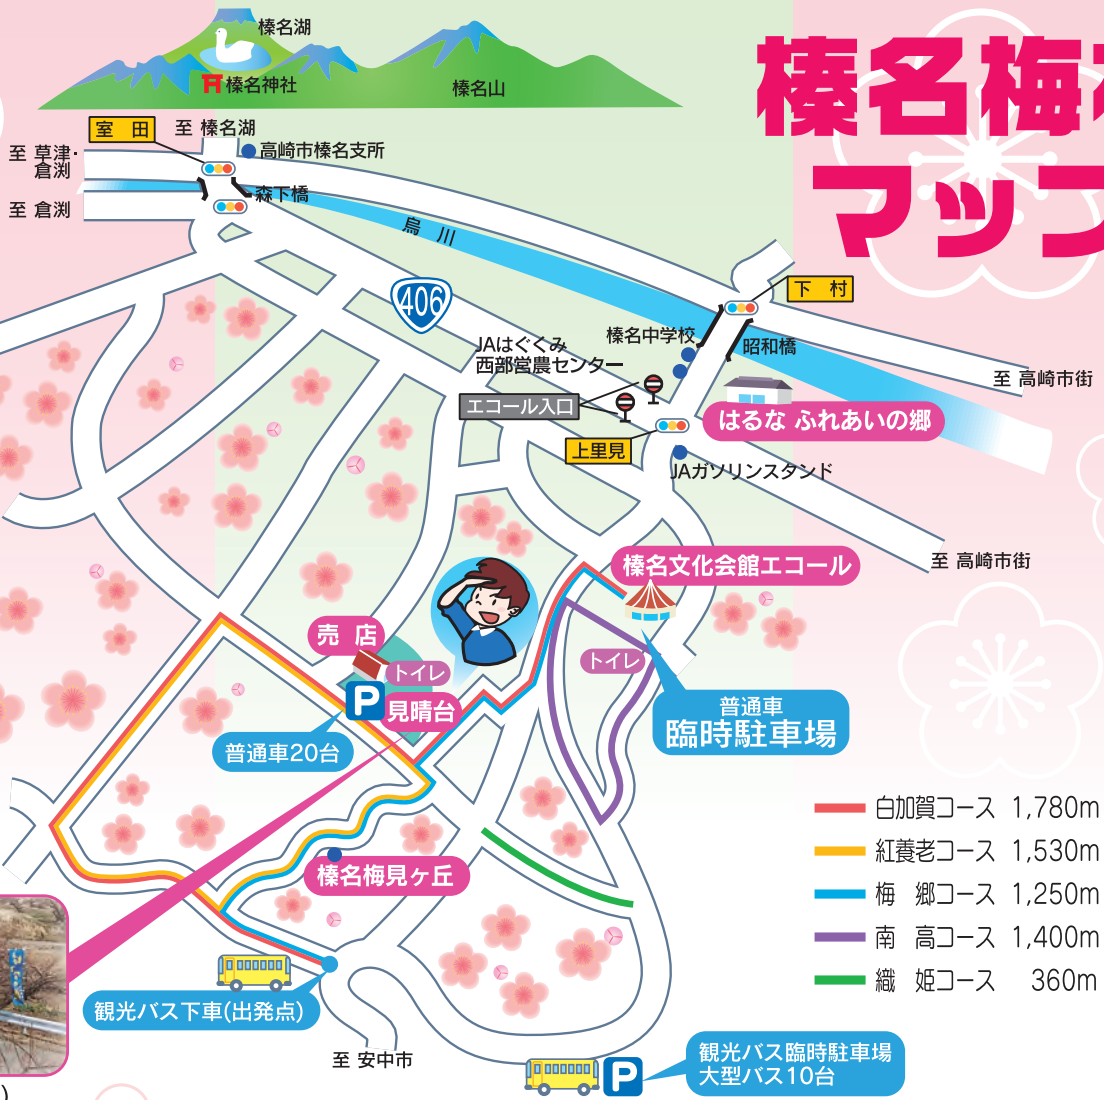 榛名梅
マップ
榛名湖
榛名神社
榛名山
室 田
至 榛名湖
高崎市榛名支所
至 草津・
倉渕
森下橋
至 倉渕
烏 川
406
下 村
榛名中学校
昭和橋
JAはぐくみ
西部営農センター
至 高崎市街
エコール入口
はるな ふれあいの郷
上里見
JAガソリンスタンド
至 高崎市街
榛名文化会館エコール
売 店
トイレ
トイレ
P
見晴台
普通車
臨時駐車場
普通車20台
白加賀コース 1,780m
紅養老コース 1,530m
梅 郷コース 1,250m
南 高コース 1,400m
織 姫コース 360m
榛名梅見ヶ丘
観光バス下車(出発点)
至 安中市
P
観光バス臨時駐車場
大型バス10台
)